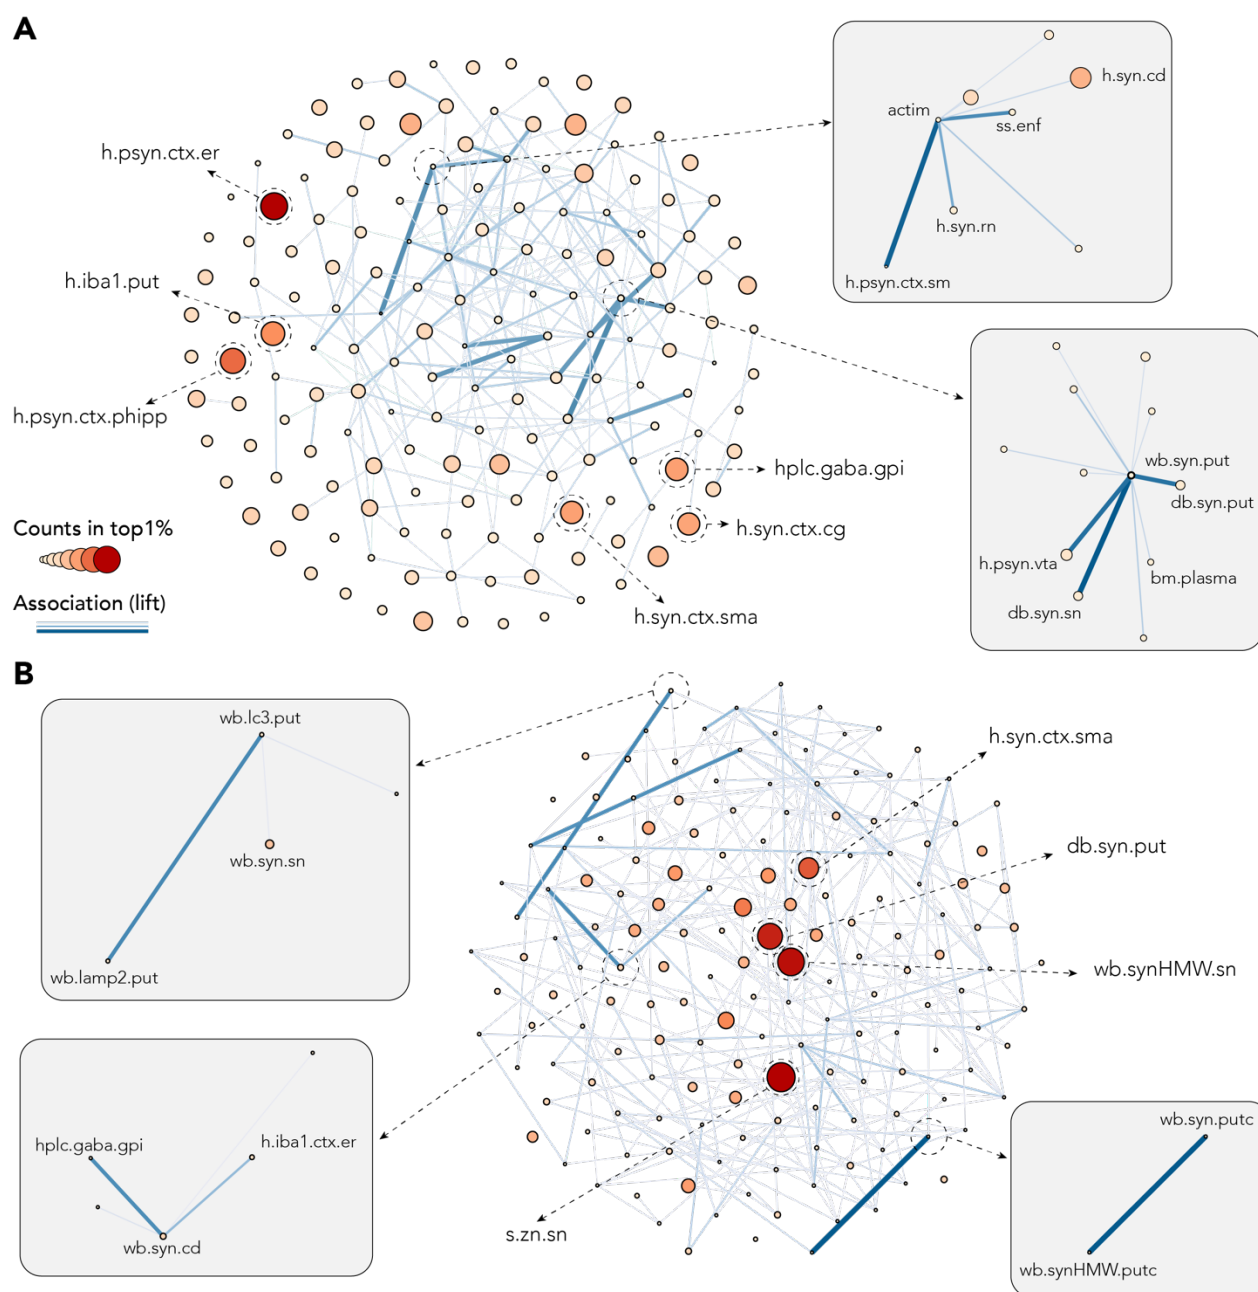 A
h.psyn.ctx.er
h.iba1.put
h.psyn.ctx.phipp
Counts in top1%
Association (lift)
hplc.gaba.gpi
h.syn.ctx.cg
h.syn.ctx.sma
h.syn.cd
actim
ss.enf
h.syn.rn
h.psyn.ctx.sm
wb.syn.put
db.syn.put
h.psyn.vta
bm.plasma
db.syn.sn
B
wb.lc3.put
wb.syn.sn
wb.lamp2.put
hplc.gaba.gpi
h.iba1.ctx.er
wb.syn.cd
h.syn.ctx.sma
db.syn.put
wb.synHMW.sn
s.zn.sn
wb.syn.putc
wb.synHMW.putc